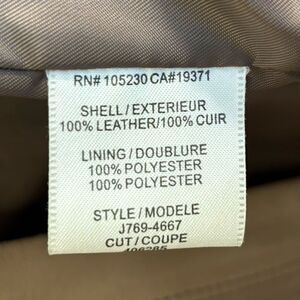 RN# 105230 CA#19371
SHELL/EXTERIEUR
100% LEATHER/100% CUIR
LINING/DOUBLURE
100% POLYESTER
100% POLYESTER
STYLE/MODELE
J769-4667
CUT/COUPE